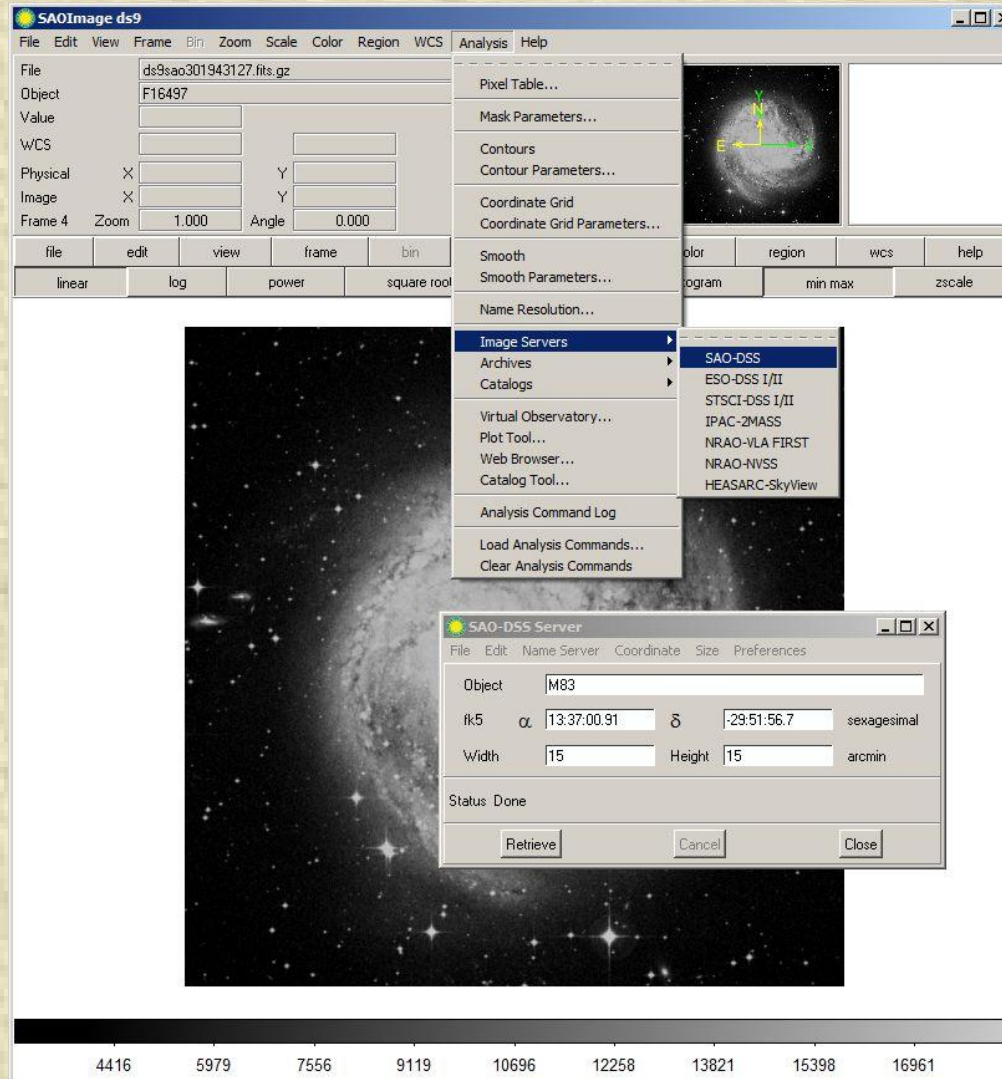 SAOImage ds9
File Edit View Frame Bin Zoom Scale Color Region WCS Analysis Help
File ds9sao301943127.fits.gz
Object F16497
Value
WCS
Physical X Y
Image X Y
Frame 4 Zoom 1.000 Angle 0.000
Y
N
E X
file edit view frame bin olor region wcs help
linear log power square root ogram min max zscale
Pixel Table...
Mask Parameters...
Contours
Contour Parameters...
Coordinate Grid
Coordinate Grid Parameters...
Smooth
Smooth Parameters...
Name Resolution...
Image Servers
Archives
Catalogs
Virtual Observatory...
Plot Tool...
Web Browser...
Catalog Tool...
Analysis Command Log
Load Analysis Commands...
Clear Analysis Commands
SAO-DSS
ESO-DSS I/II
STSCI-DSS I/II
IPAC-2MASS
NRAO-VLA FIRST
NRAO-NVSS
HEASARC-SkyView
SAO-DSS Server
File Edit Name Server Coordinate Size Preferences
Object M83
fk5 α 13:37:00.91 δ -29:51:56.7 sexagesimal
Width 15 Height 15 arcmin
Status Done
Retrieve Cancel Close
4416 5979 7556 9119 10696 12258 13821 15398 16961